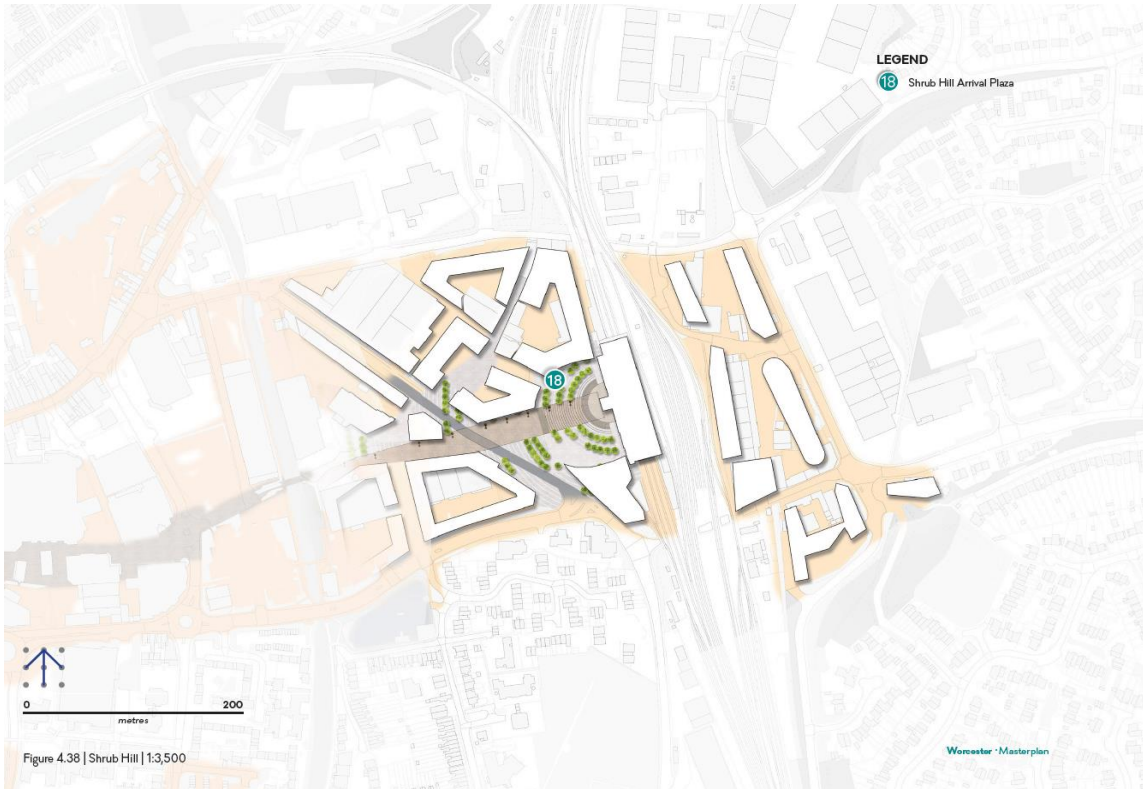 LEGEND
18 Shrub Hill Arrival Plaza
18
0 200
metres
Figure 4.38 | Shrub Hill | 1:3,500
Worcester · Masterplan